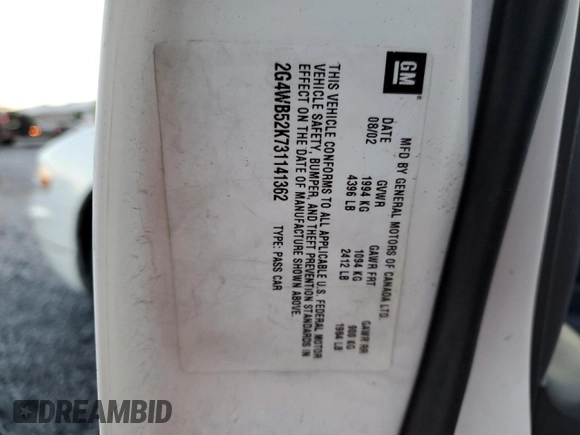 GM
MFD BY GENERAL MOTORS OF CANADA LTD.
DATE GVWR GAWR FRT GAWR RR
08/02 1994 KG 1094 KG 900 KG
4396 LB 2412 LB 1984 LB
THIS VEHICLE CONFORMS TO ALL APPLICABLE U.S. FEDERAL MOTOR
VEHICLE SAFETY, BUMPER, AND THEFT PREVENTION STANDARDS IN
EFFECT ON THE DATE OF MANUFACTURE SHOWN ABOVE.
2G4WB52K731141362 TYPE: PASS CAR
DREAMBID